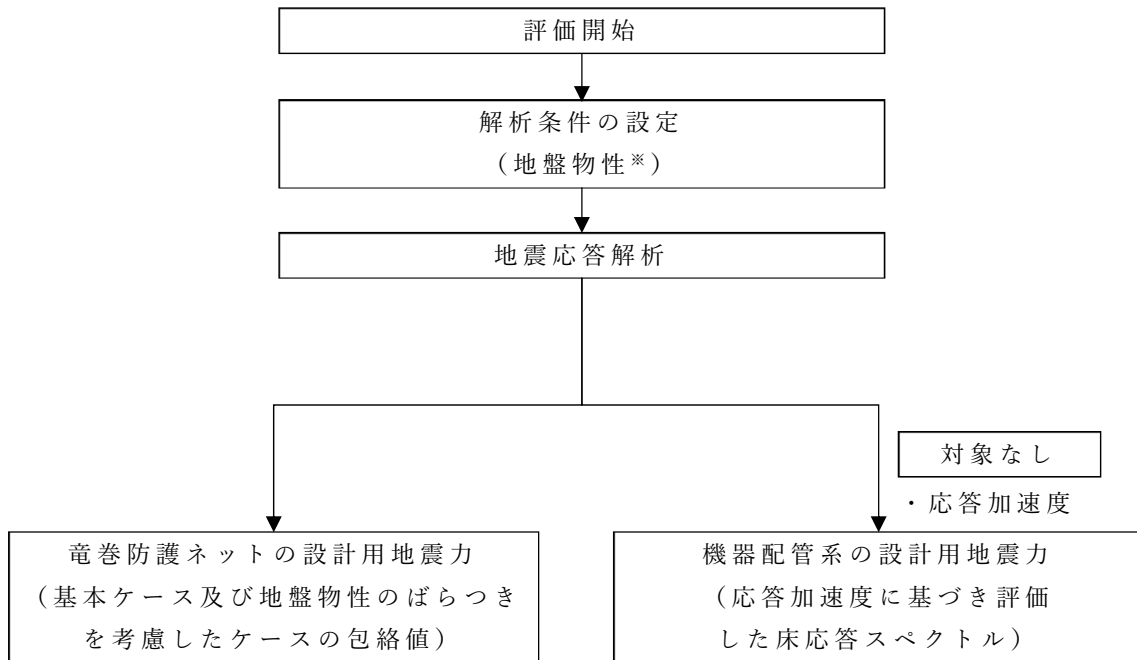 評価開始
解析条件の設定
（地盤物性※）
地震応答解析
対象なし
・応答加速度
竜巻防護ネットの設計用地震力
（基本ケース及び地盤物性のばらつき
を考慮したケースの包絡値）
機器配管系の設計用地震力
（応答加速度に基づき評価
した床応答スペクトル）